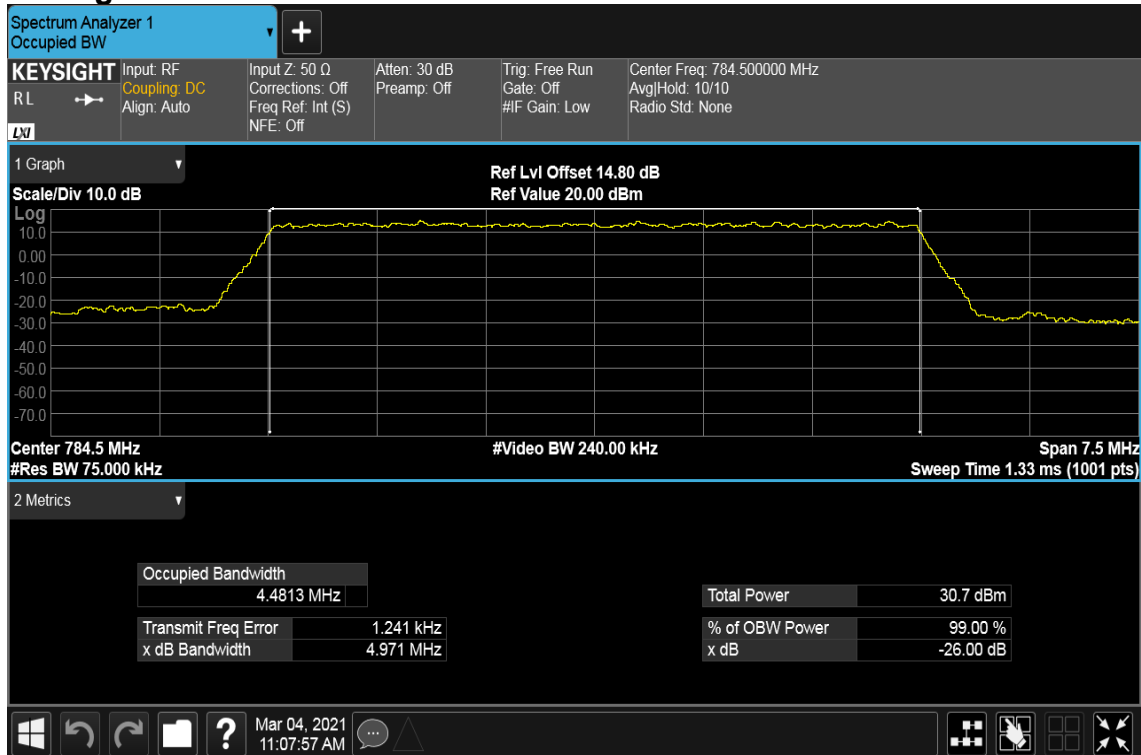 Spectrum Analyzer 1
Occupied BW
+
KEYSIGHT
RL
LXI
Input: RF
Coupling: DC
Align: Auto
Input Z: 50 Ω
Corrections: Off
Freq Ref: Int (S)
NFE: Off
Atten: 30 dB
Preamp: Off
Trig: Free Run
Gate: Off
#IF Gain: Low
Center Freq: 784.500000 MHz
Avg|Hold: 10/10
Radio Std: None
1 Graph
Ref Lvl Offset 14.80 dB
Scale/Div 10.0 dB Ref Value 20.00 dBm
Log
10.0
0.00
-10.0
-20.0
-30.0
-40.0
-50.0
-60.0
-70.0
Center 784.5 MHz #Video BW 240.00 kHz Span 7.5 MHz
#Res BW 75.000 kHz Sweep Time 1.33 ms (1001 pts)
2 Metrics
Occupied Bandwidth
4.4813 MHz
Transmit Freq Error 1.241 kHz
x dB Bandwidth 4.971 MHz
Total Power 30.7 dBm
% of OBW Power 99.00 %
x dB -26.00 dB
?
Mar 04, 2021
11:07:57 AM